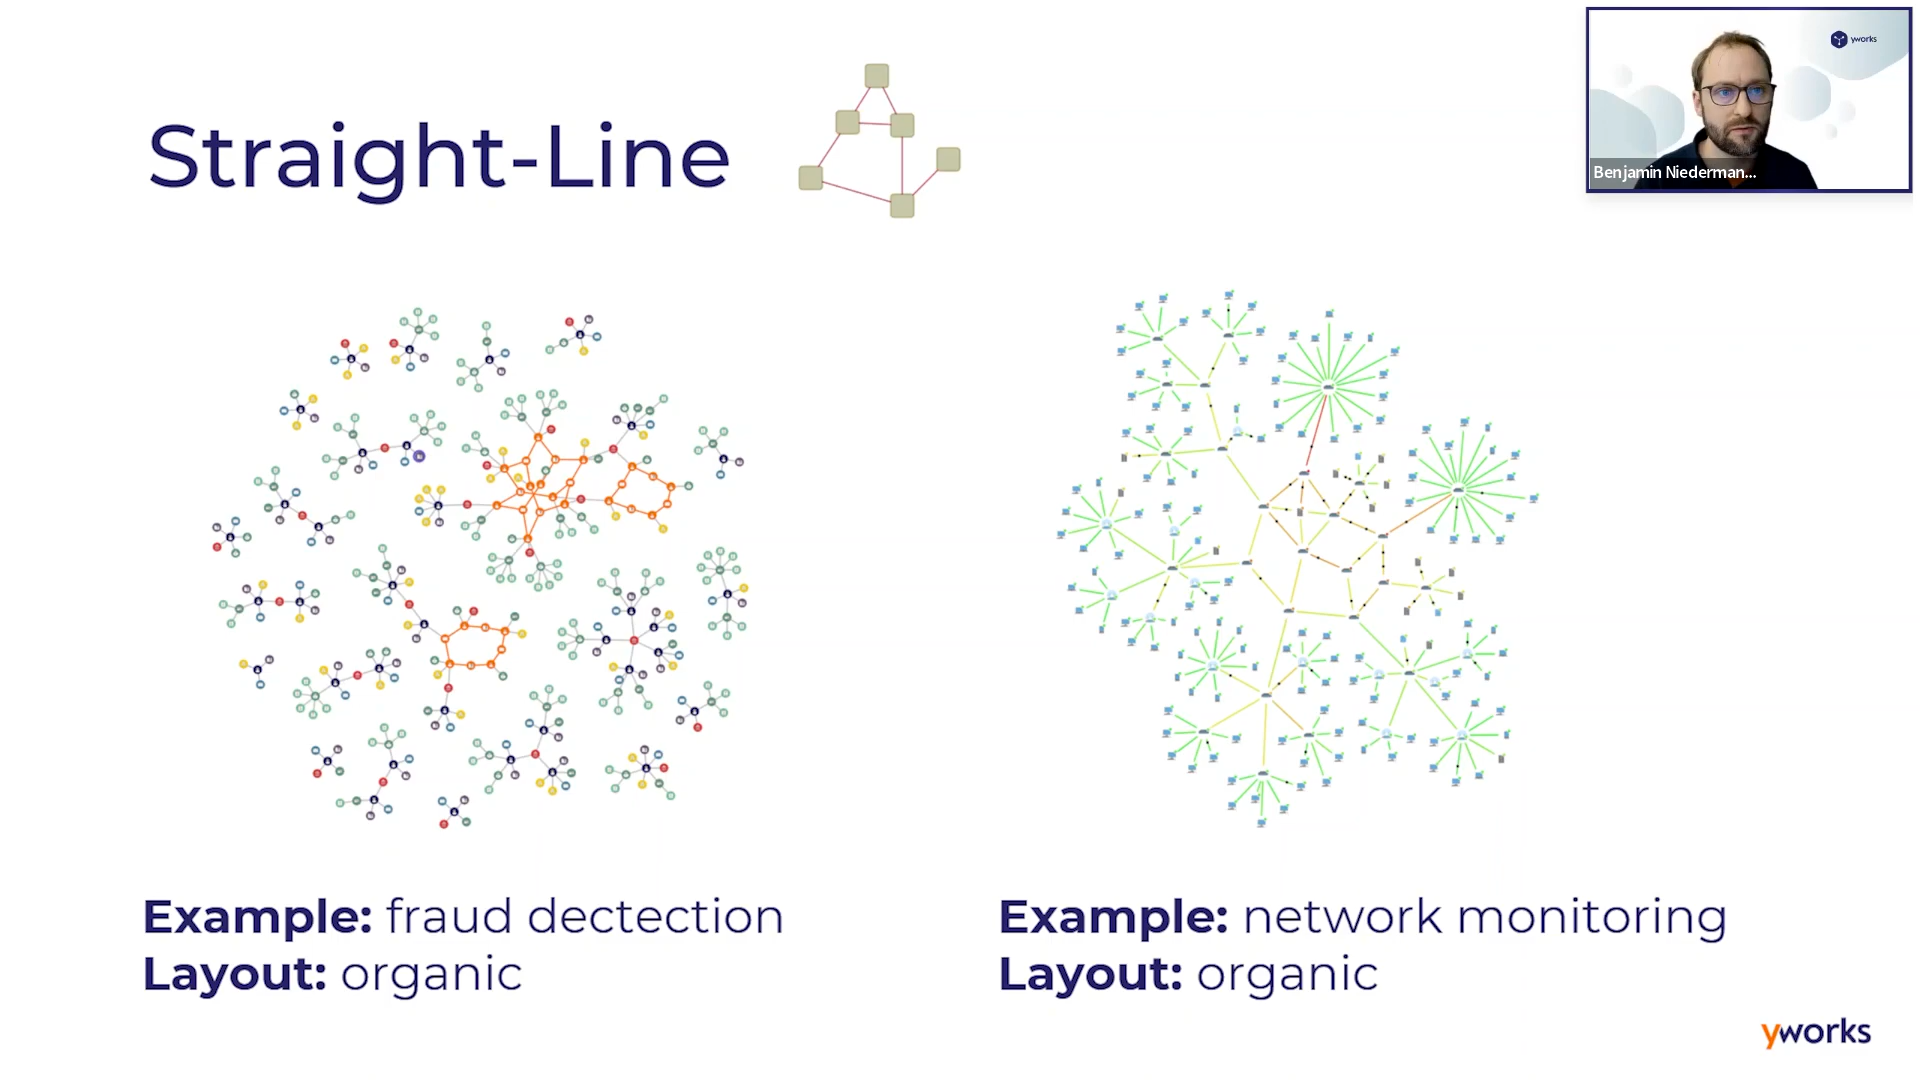 yworks
Benjamin Niederman...
Straight-Line
Example: fraud dectection
Layout: organic
Example: network monitoring
Layout: organic
yworks